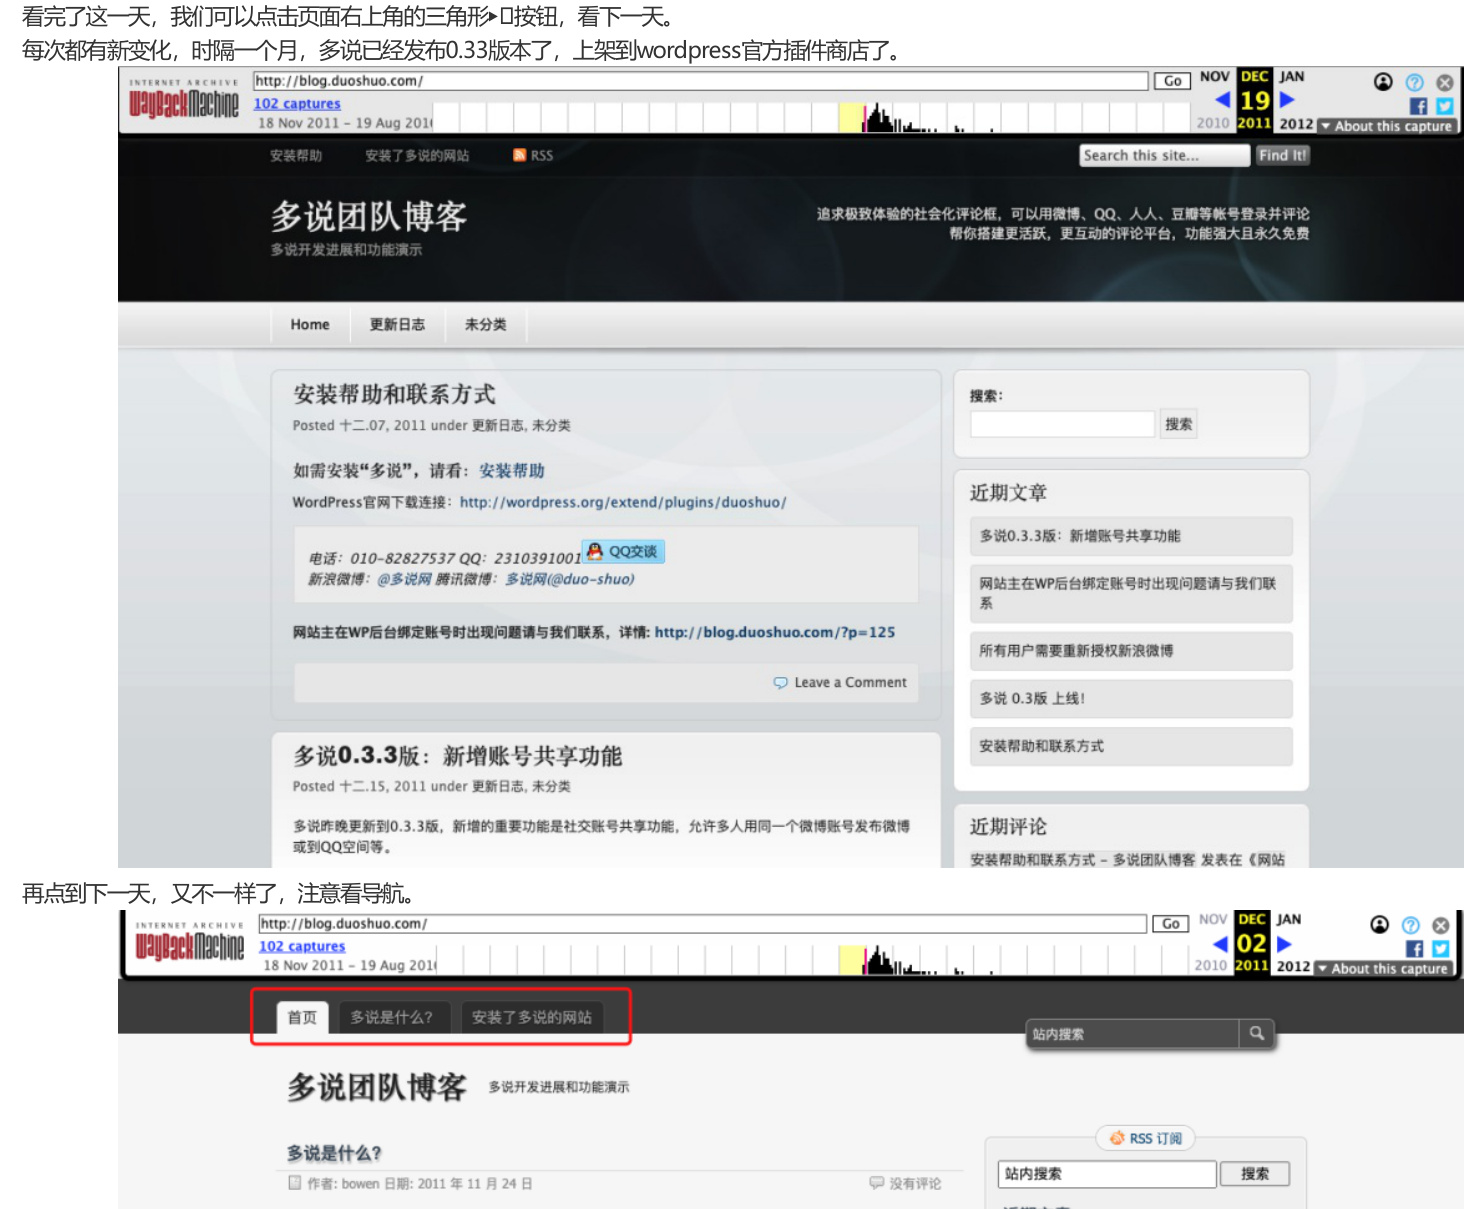 看完了这一天，我们可以点击页面右上角的三角形▶按钮，看下一天。
每次都有新变化，时隔一个月，多说已经发布0.33版本了，上架到wordpress官方插件商店了。
INTERNET ARCHIVE
WayBackMachine
http://blog.duoshuo.com/
Go
102 captures
18 Nov 2011 – 19 Aug 201
NOV DEC JAN
19
2010 2011 2012
About this capture
安装帮助 安装了多说的网站 RSS
Search this site... Find It!
多说团队博客
多说开发进展和功能演示
追求极致体验的社会化评论框，可以用微博、QQ、人人、豆瓣等帐号登录并评论
帮你搭建更活跃，更互动的评论平台，功能强大且永久免费
Home 更新日志 未分类
安装帮助和联系方式
Posted 十二.07, 2011 under 更新日志, 未分类
如需安装“多说”，请看：安装帮助
WordPress官网下载连接：http://wordpress.org/extend/plugins/duoshuo/
电话：010-82827537 QQ：2310391001 QQ交谈
新浪微博：@多说网 腾讯微博：多说网(@duo-shuo)
网站主在WP后台绑定账号时出现问题请与我们联系，详情: http://blog.duoshuo.com/?p=125
Leave a Comment
多说0.3.3版：新增账号共享功能
Posted 十二.15, 2011 under 更新日志, 未分类
多说昨晚更新到0.3.3版，新增的重要功能是社交账号共享功能，允许多人用同一个微博账号发布微博
或到QQ空间等。
搜索：
搜索
近期文章
多说0.3.3版：新增账号共享功能
网站主在WP后台绑定账号时出现问题请与我们联
系
所有用户需要重新授权新浪微博
多说 0.3版 上线！
安装帮助和联系方式
近期评论
安装帮助和联系方式 – 多说团队博客 发表在《网站
再点到下一天，又不一样了，注意看导航。
INTERNET ARCHIVE
WayBackMachine
http://blog.duoshuo.com/
Go
102 captures
18 Nov 2011 – 19 Aug 201
NOV DEC JAN
02
2010 2011 2012
About this capture
首页 多说是什么? 安装了多说的网站
站内搜索
多说团队博客 多说开发进展和功能演示
多说是什么?
作者: bowen 日期: 2011 年 11 月 24 日 没有评论
RSS 订阅
站内搜索 搜索